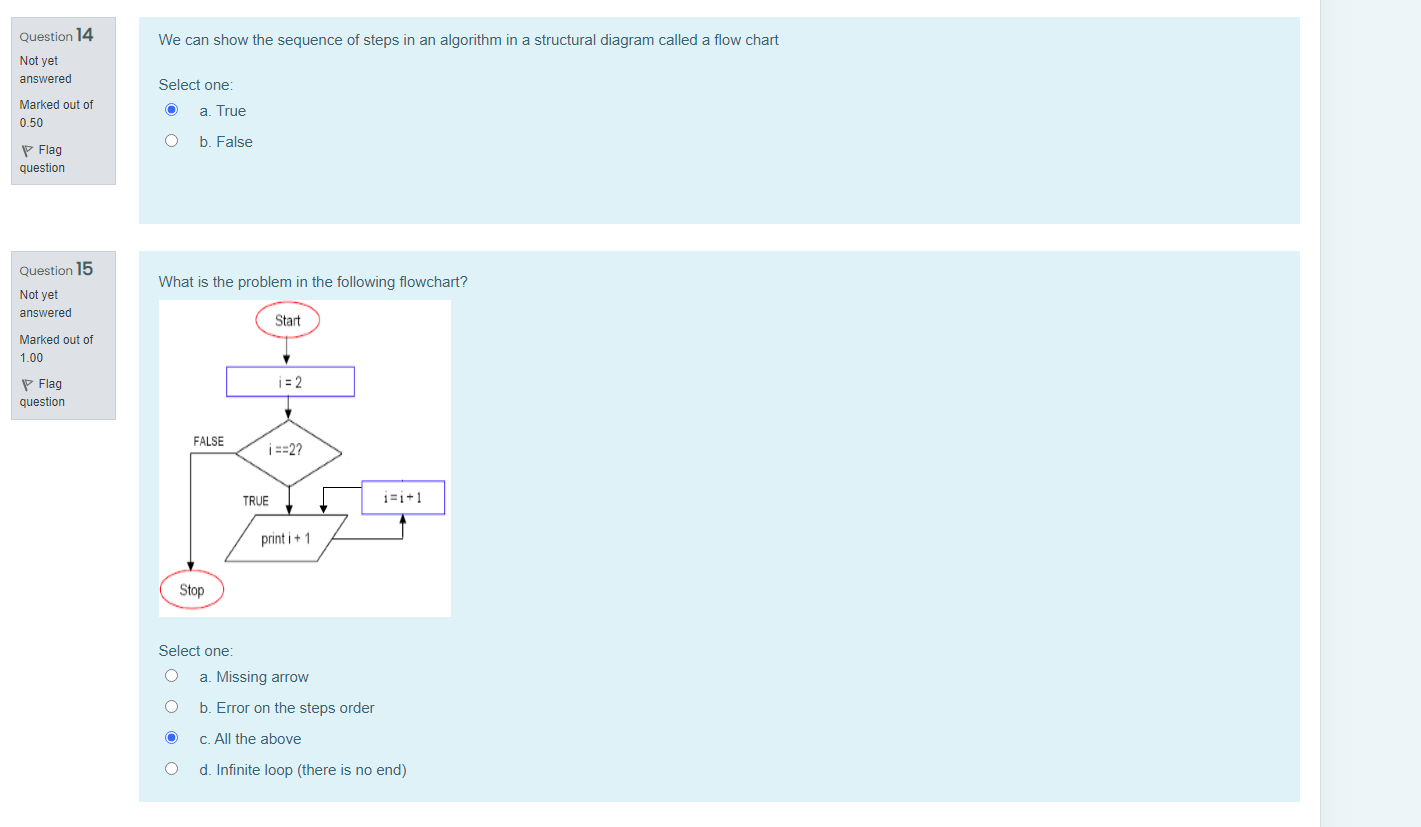 Question 14
Not yet
answered
Marked out of
0.50
Flag
question
We can show the sequence of steps in an algorithm in a structural diagram called a flow chart
Select one:
a. True
b. False
Question 15
Not yet
answered
Marked out of
1.00
Flag
question
What is the problem in the following flowchart?
Start
i = 2
FALSE
i ==2?
TRUE
i = i + 1
print i + 1
Stop
Select one:
a. Missing arrow
b. Error on the steps order
c. All the above
d. Infinite loop (there is no end)